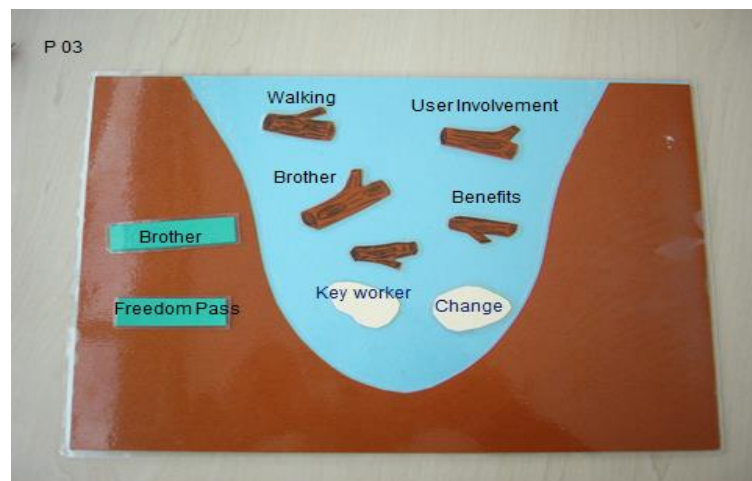 P 03
Walking
User Involvement
Brother
Benefits
Brother
Key worker
Freedom Pass
Change